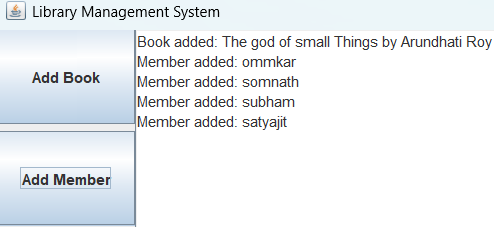 Library Management System
Add Book
Book added: The god of small Things by Arundhati Roy
Member added: ommkar
Member added: somnath
Member added: subham
Member added: satyajit
Add Member